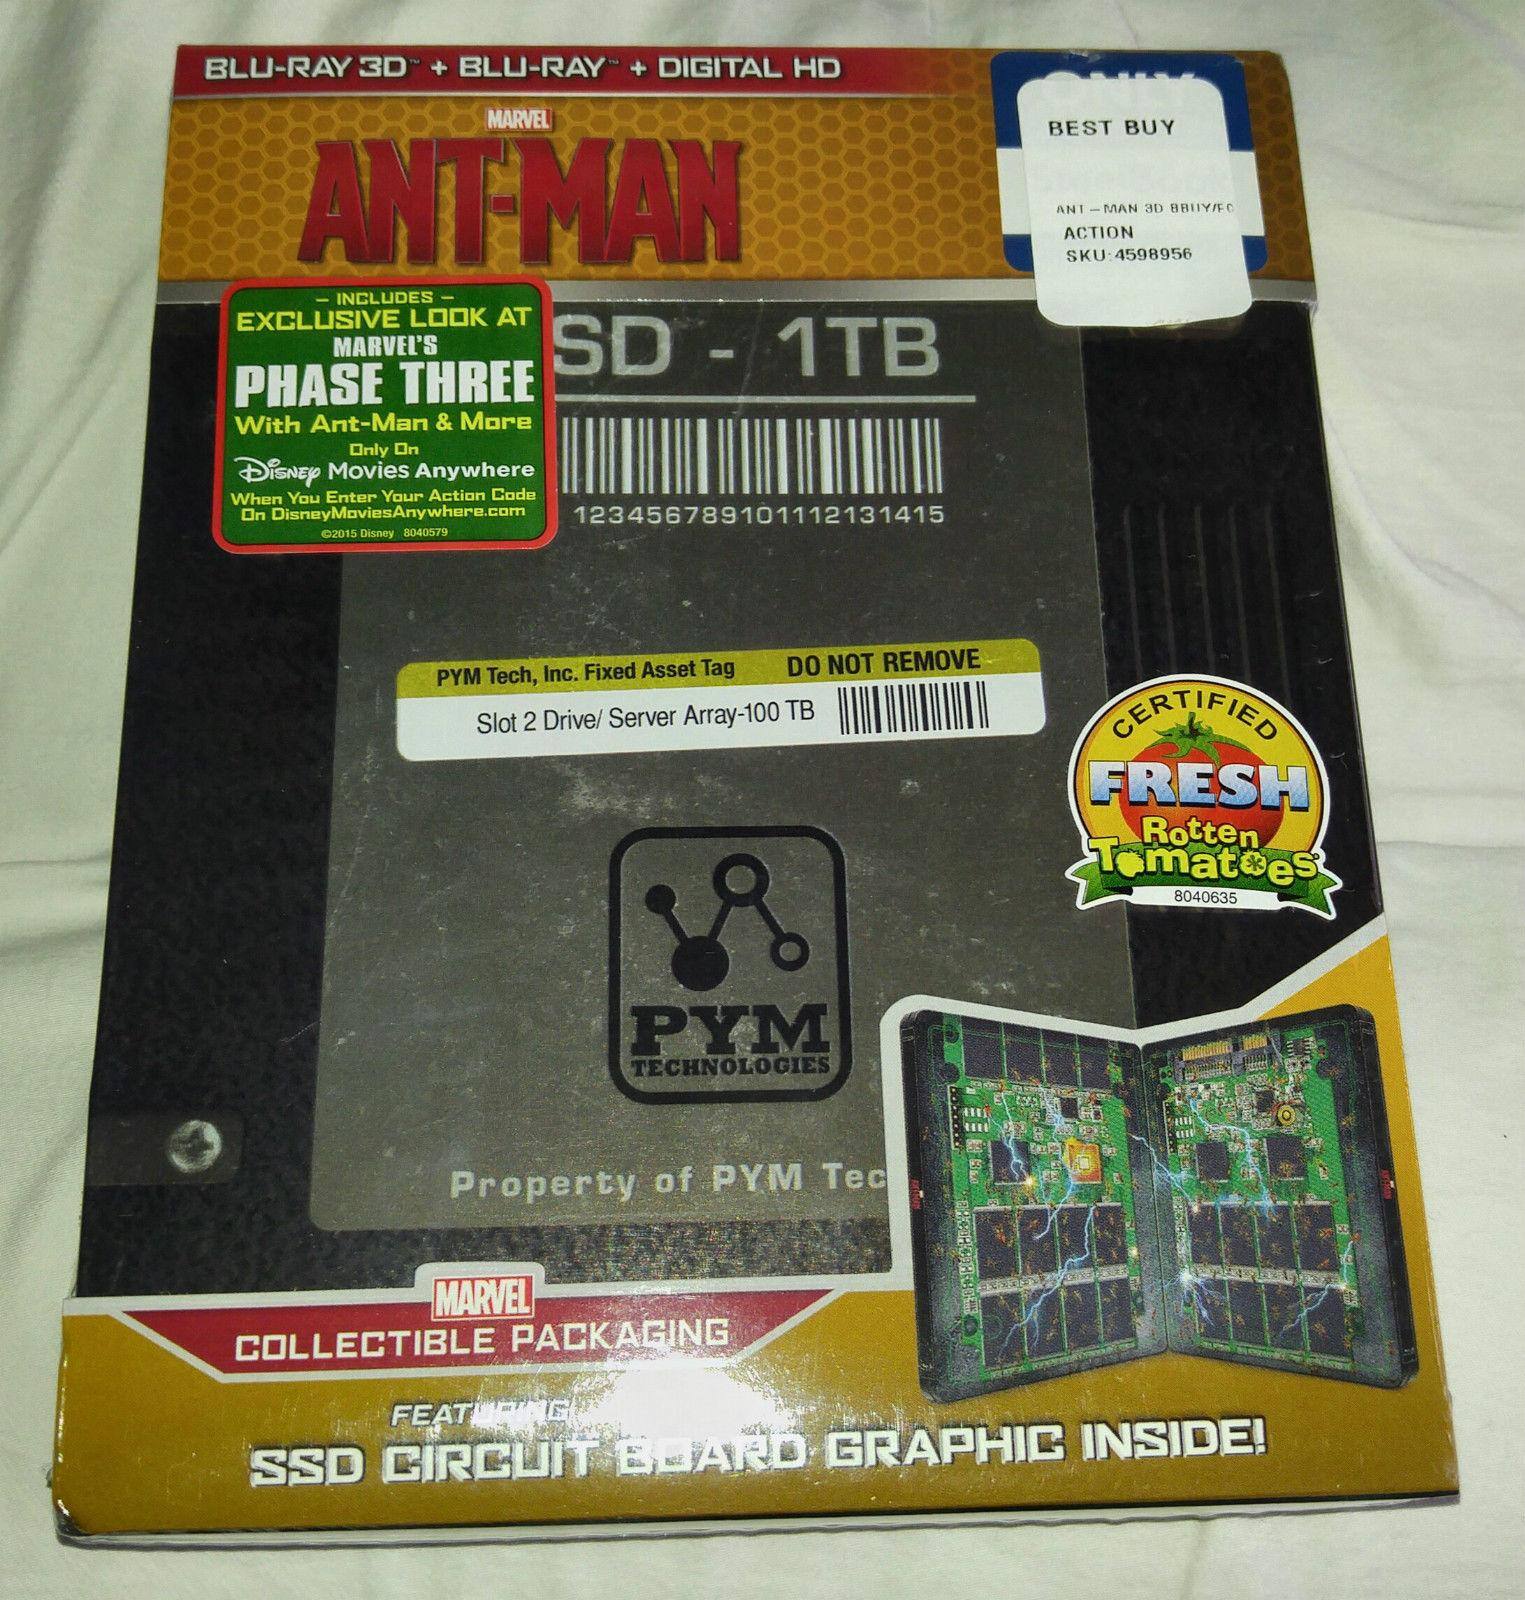 BLU-RAY 3D™ + BLU-RAY™ + DIGITAL HD
MARVEL
ANT-MAN
BEST BUY
ANT-MAN 3D BBUY/FC
ACTION
SKU:4598956
– INCLUDES –
EXCLUSIVE LOOK AT
MARVEL'S
PHASE THREE
With Ant-Man & More
Only On
Disney Movies Anywhere
When You Enter Your Action Code
On DisneyMoviesAnywhere.com
©2015 Disney 8040579
SD - 1TB
123456789101112131415
PYM Tech, Inc. Fixed Asset Tag DO NOT REMOVE
Slot 2 Drive/ Server Array-100 TB
CERTIFIED
FRESH
Rotten
Tomatoes®
8040635
PYM
TECHNOLOGIES
Property of PYM Tec
MARVEL
COLLECTIBLE PACKAGING
FEATURING
SSD CIRCUIT BOARD GRAPHIC INSIDE!